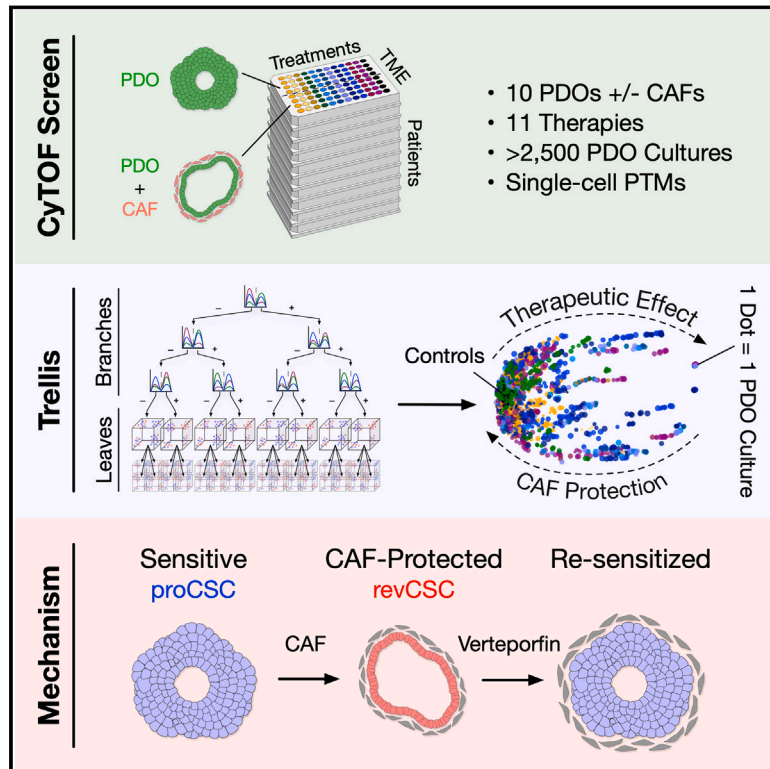 CyTOF Screen
PDO
PDO
+
CAF
Treatments
TME
Patients
• 10 PDOs +/- CAFs
• 11 Therapies
• >2,500 PDO Cultures
• Single-cell PTMs
Trellis
Branches
Leaves
− +
− + − +
− + − + − + − +
Therapeutic Effect
Controls
CAF Protection
1 Dot = 1 PDO Culture
Mechanism
Sensitive
proCSC
CAF
CAF-Protected
revCSC
Verteporfin
Re-sensitized